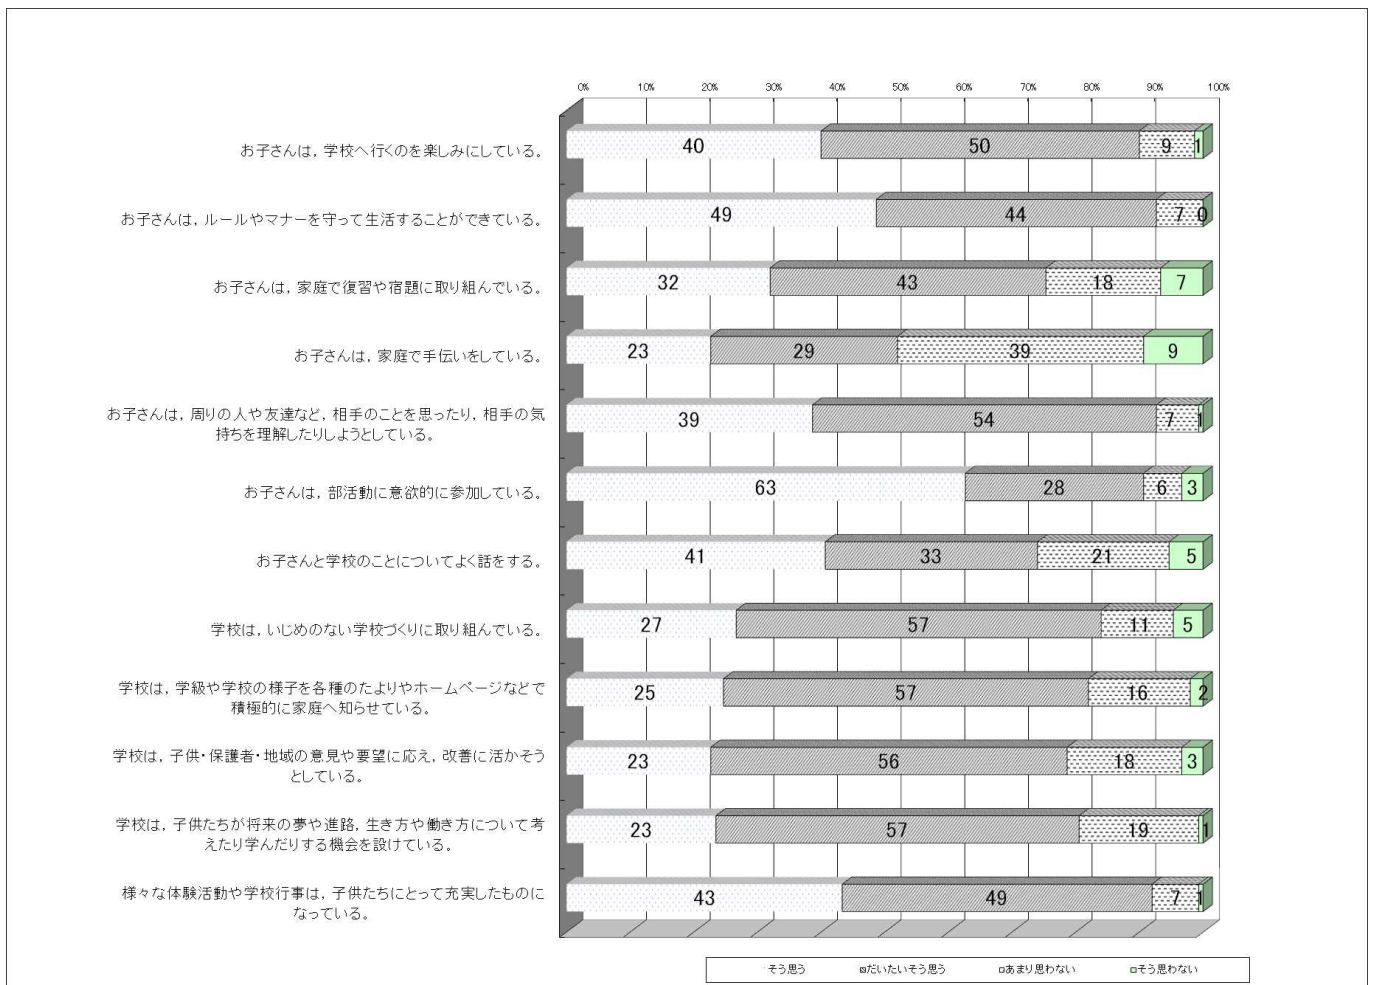 0% 10% 20% 30% 40% 50% 60% 70% 80% 90% 100%
お子さんは，学校へ行くのを楽しみにしている。 40 50 9 1
お子さんは，ルールやマナーを守って生活することができている。 49 44 7 0
お子さんは，家庭で復習や宿題に取り組んでいる。 32 43 18 7
お子さんは，家庭で手伝いをしている。 23 29 39 9
お子さんは，周りの人や友達など，相手のことを思ったり，相手の気
持ちを理解したりしようとしている。 39 54 7 1
お子さんは，部活動に意欲的に参加している。 63 28 6 3
お子さんと学校のことについてよく話をする。 41 33 21 5
学校は，いじめのない学校づくりに取り組んでいる。 27 57 11 5
学校は，学級や学校の様子を各種のたよりやホームページなどで
積極的に家庭へ知らせている。 25 57 16 2
学校は，子供・保護者・地域の意見や要望に応え，改善に活かそう
としている。 23 56 18 3
学校は，子供たちが将来の夢や進路，生き方や働き方について考
えたり学んだりする機会を設けている。 23 57 19 1
様々な体験活動や学校行事は，子供たちにとって充実したものに
なっている。 43 49 7 1
そう思う だいたいそう思う あまり思わない そう思わない